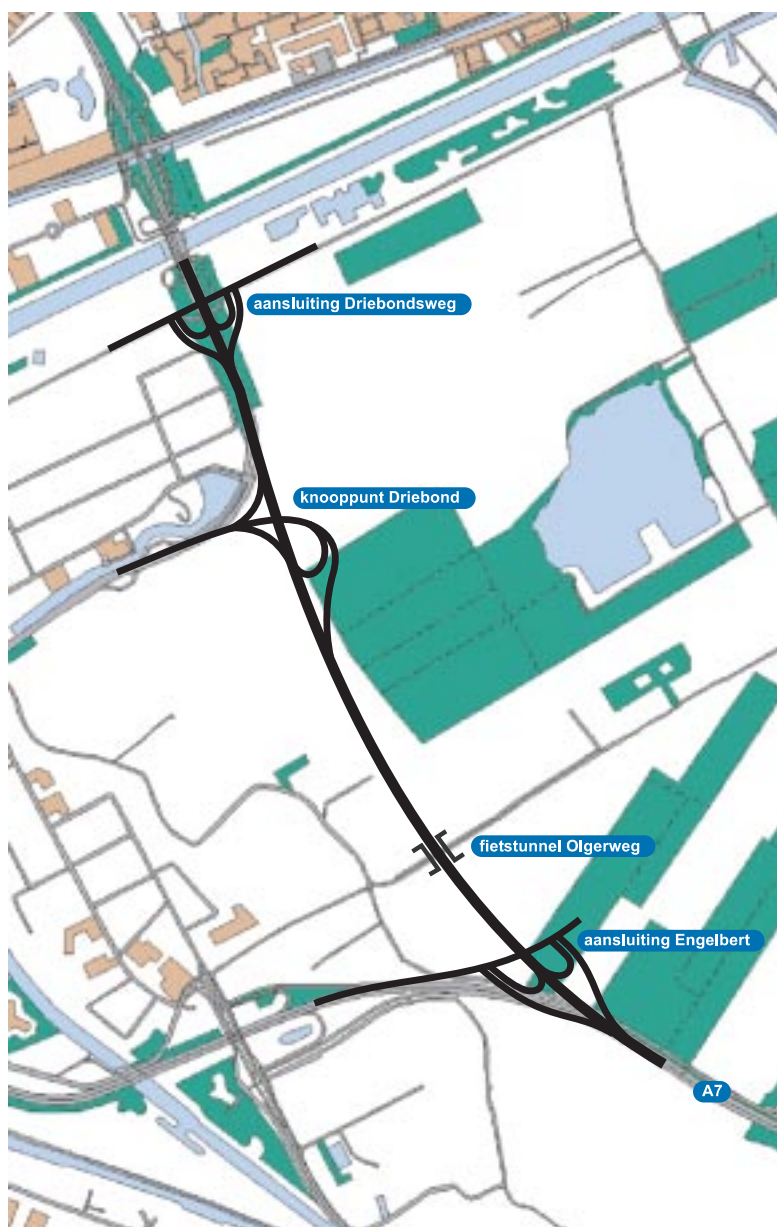 aansluiting Driebondsweg
knooppunt Driebond
fietstunnel Olgerweg
aansluiting Engelbert
A7